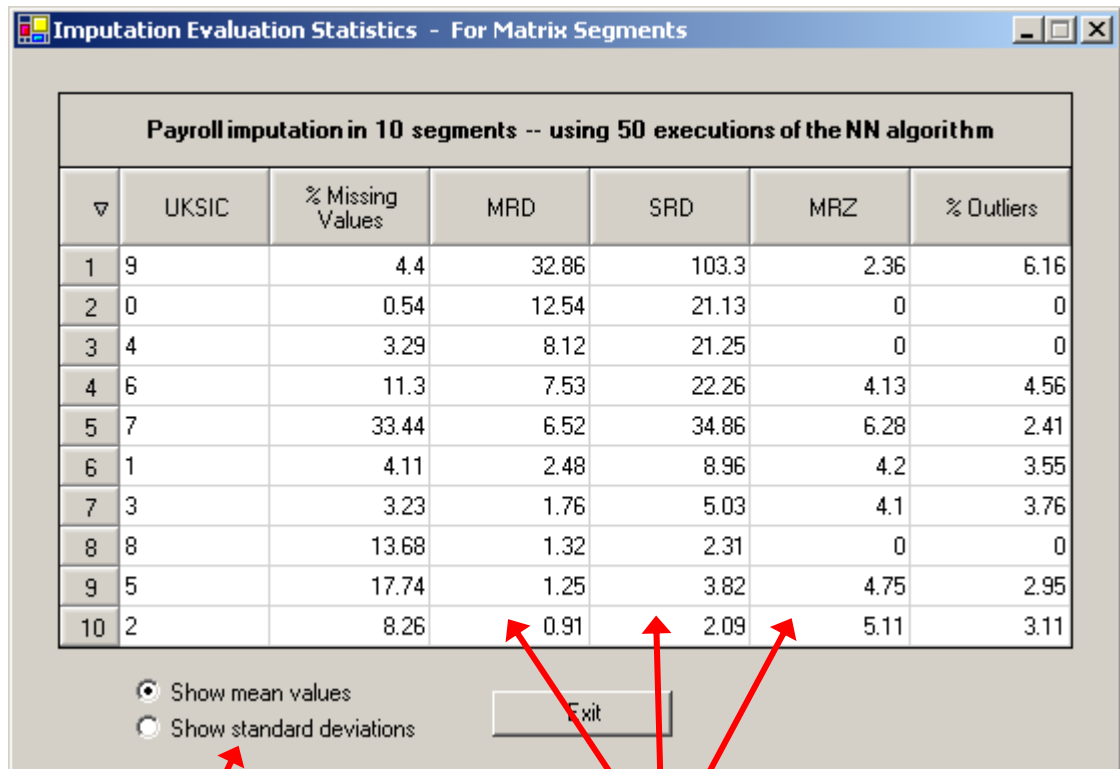 Imputation Evaluation Statistics - For Matrix Segments
Payroll imputation in 10 segments -- using 50 executions of the NN algorithm
UKSIC % Missing Values MRD SRD MRZ % Outliers
1 9 4.4 32.86 103.3 2.36 6.16
2 0 0.54 12.54 21.13 0 0
3 4 3.29 8.12 21.25 0 0
4 6 11.3 7.53 22.26 4.13 4.56
5 7 33.44 6.52 34.86 6.28 2.41
6 1 4.11 2.48 8.96 4.2 3.55
7 3 3.23 1.76 5.03 4.1 3.76
8 8 13.68 1.32 2.31 0 0
9 5 17.74 1.25 3.82 4.75 2.95
10 2 8.26 0.91 2.09 5.11 3.11
Show mean values
Show standard deviations
Exit